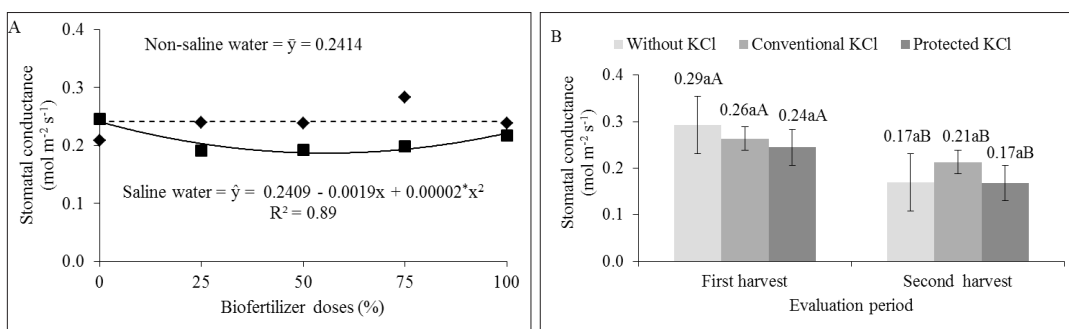 A
Non-saline water = ȳ = 0.2414
Saline water = ŷ = 0.2409 - 0.0019x + 0.00002*x²
R² = 0.89
Stomatal conductance
(mol m⁻² s⁻¹)
0.4
0.3
0.2
0.1
0.0
0
25
50
75
100
Biofertilizer doses (%)
B
Without KCl
Conventional KCl
Protected KCl
Stomatal conductance
(mol m⁻² s⁻¹)
0.4
0.3
0.2
0.1
0.0
0.29aA
0.26aA
0.24aA
0.17aB
0.21aB
0.17aB
First harvest
Second harvest
Evaluation period